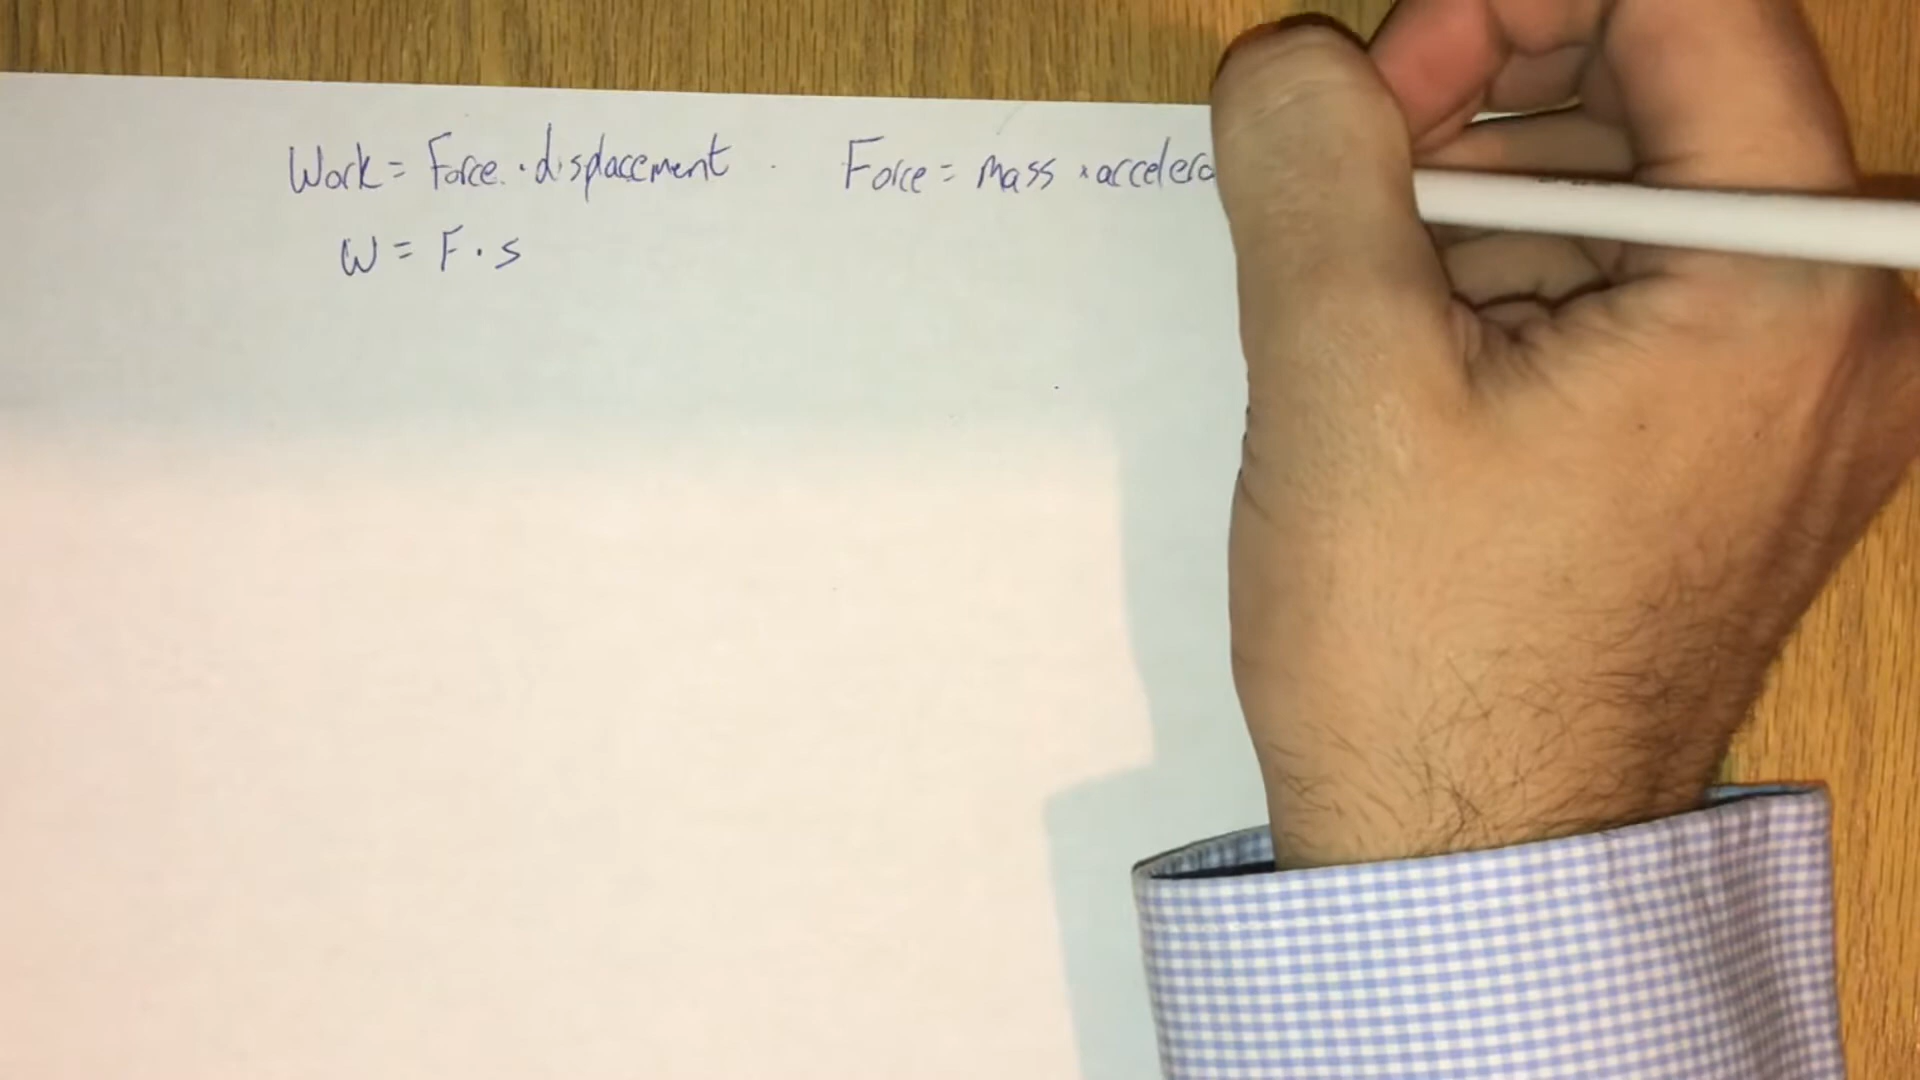 Work = Force · displacement
Force = mass × accelera
W = F · s